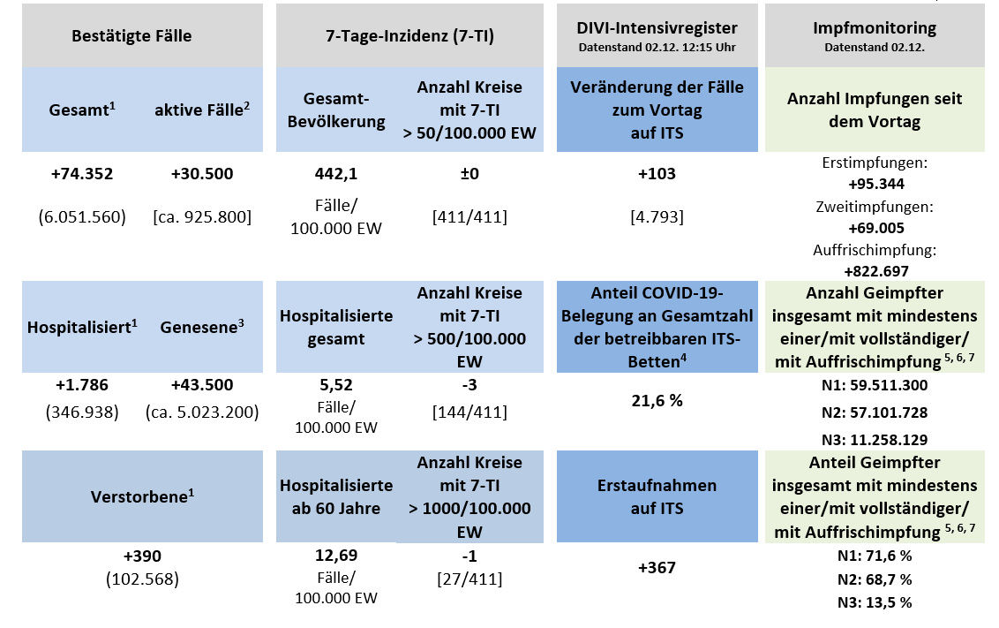 Bestätigte Fälle
7-Tage-Inzidenz (7-TI)
DIVI-Intensivregister
Datenstand 02.12. 12:15 Uhr
Impfmonitoring
Datenstand 02.12.
Gesamt1
aktive Fälle2
Gesamt-
Bevölkerung
Anzahl Kreise
mit 7-TI
> 50/100.000 EW
Veränderung der Fälle
zum Vortag
auf ITS
Anzahl Impfungen seit
dem Vortag
+74.352
(6.051.560)
+30.500
[ca. 925.800]
442,1
Fälle/
100.000 EW
±0
[411/411]
+103
[4.793]
Erstimpfungen:
+95.344
Zweitimpfungen:
+69.005
Auffrischimpfung:
+822.697
Hospitalisiert1
Genesene3
Hospitalisierte
gesamt
Anzahl Kreise
mit 7-TI
> 500/100.000
EW
Anteil COVID-19-
Belegung an Gesamtzahl
der betreibbaren ITS-
Betten4
Anzahl Geimpfter
insgesamt mit mindestens
einer/mit vollständiger/
mit Auffrischimpfung 5, 6, 7
+1.786
(346.938)
+43.500
(ca. 5.023.200)
5,52
Fälle/
100.000 EW
-3
[144/411]
21,6 %
N1: 59.511.300
N2: 57.101.728
N3: 11.258.129
Verstorbene1
Hospitalisierte
ab 60 Jahre
Anzahl Kreise
mit 7-TI
> 1000/100.000
EW
Erstaufnahmen
auf ITS
Anteil Geimpfter
insgesamt mit mindestens
einer/mit vollständiger/
mit Auffrischimpfung 5, 6, 7
+390
(102.568)
12,69
Fälle/
100.000 EW
-1
[27/411]
+367
N1: 71,6 %
N2: 68,7 %
N3: 13,5 %